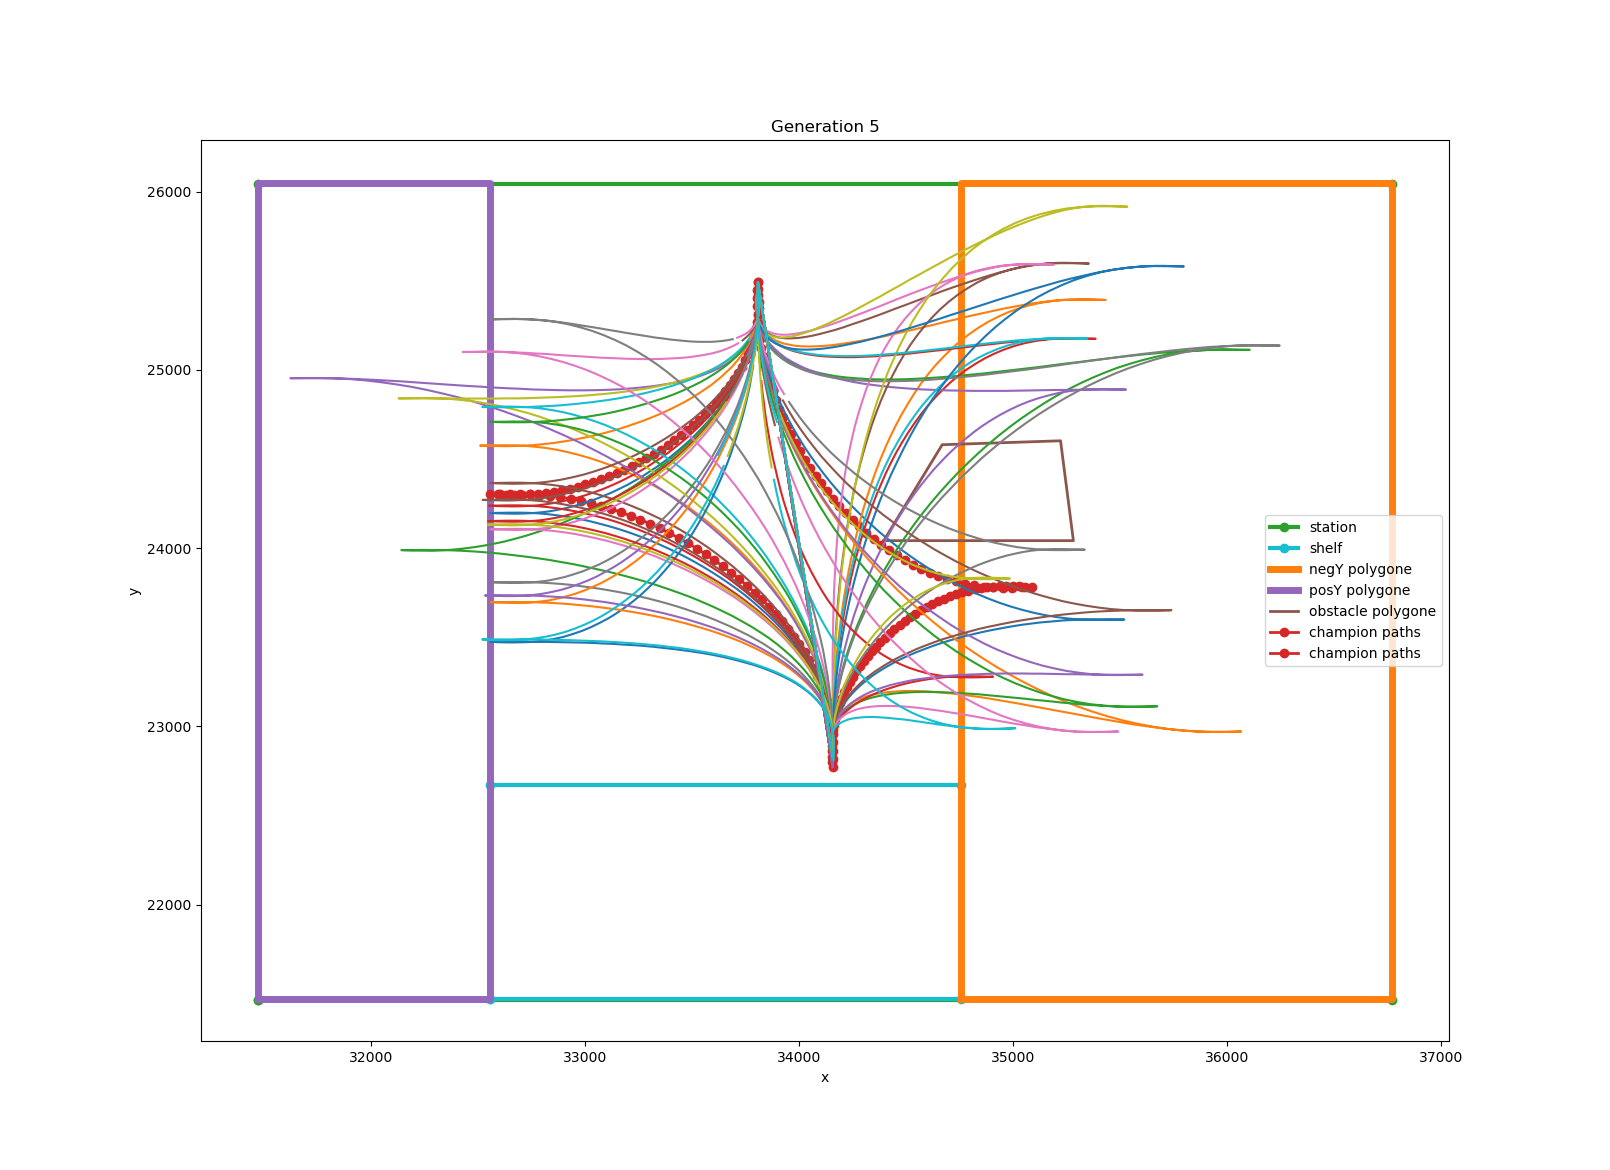 Generation 5
26000
25000
24000
23000
22000
y
station
shelf
negY polygone
posY polygone
obstacle polygone
champion paths
champion paths
32000
33000
34000
35000
36000
37000
x